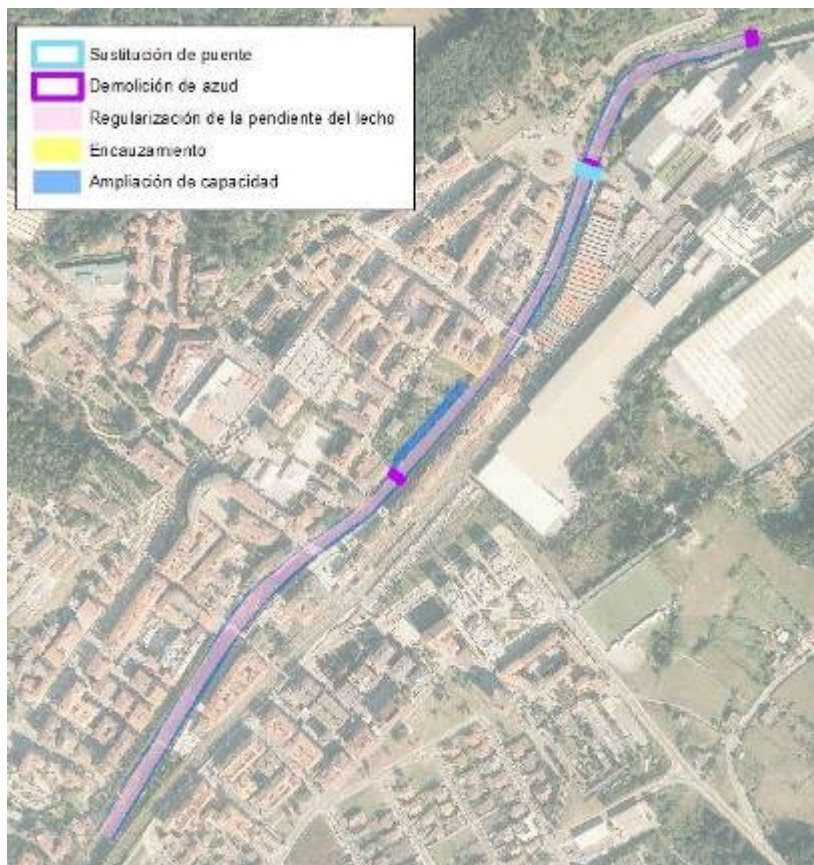 Sustitución de puente
Demolición de azud
Regularización de la pendiente del lecho
Encauzamiento
Ampliación de capacidad